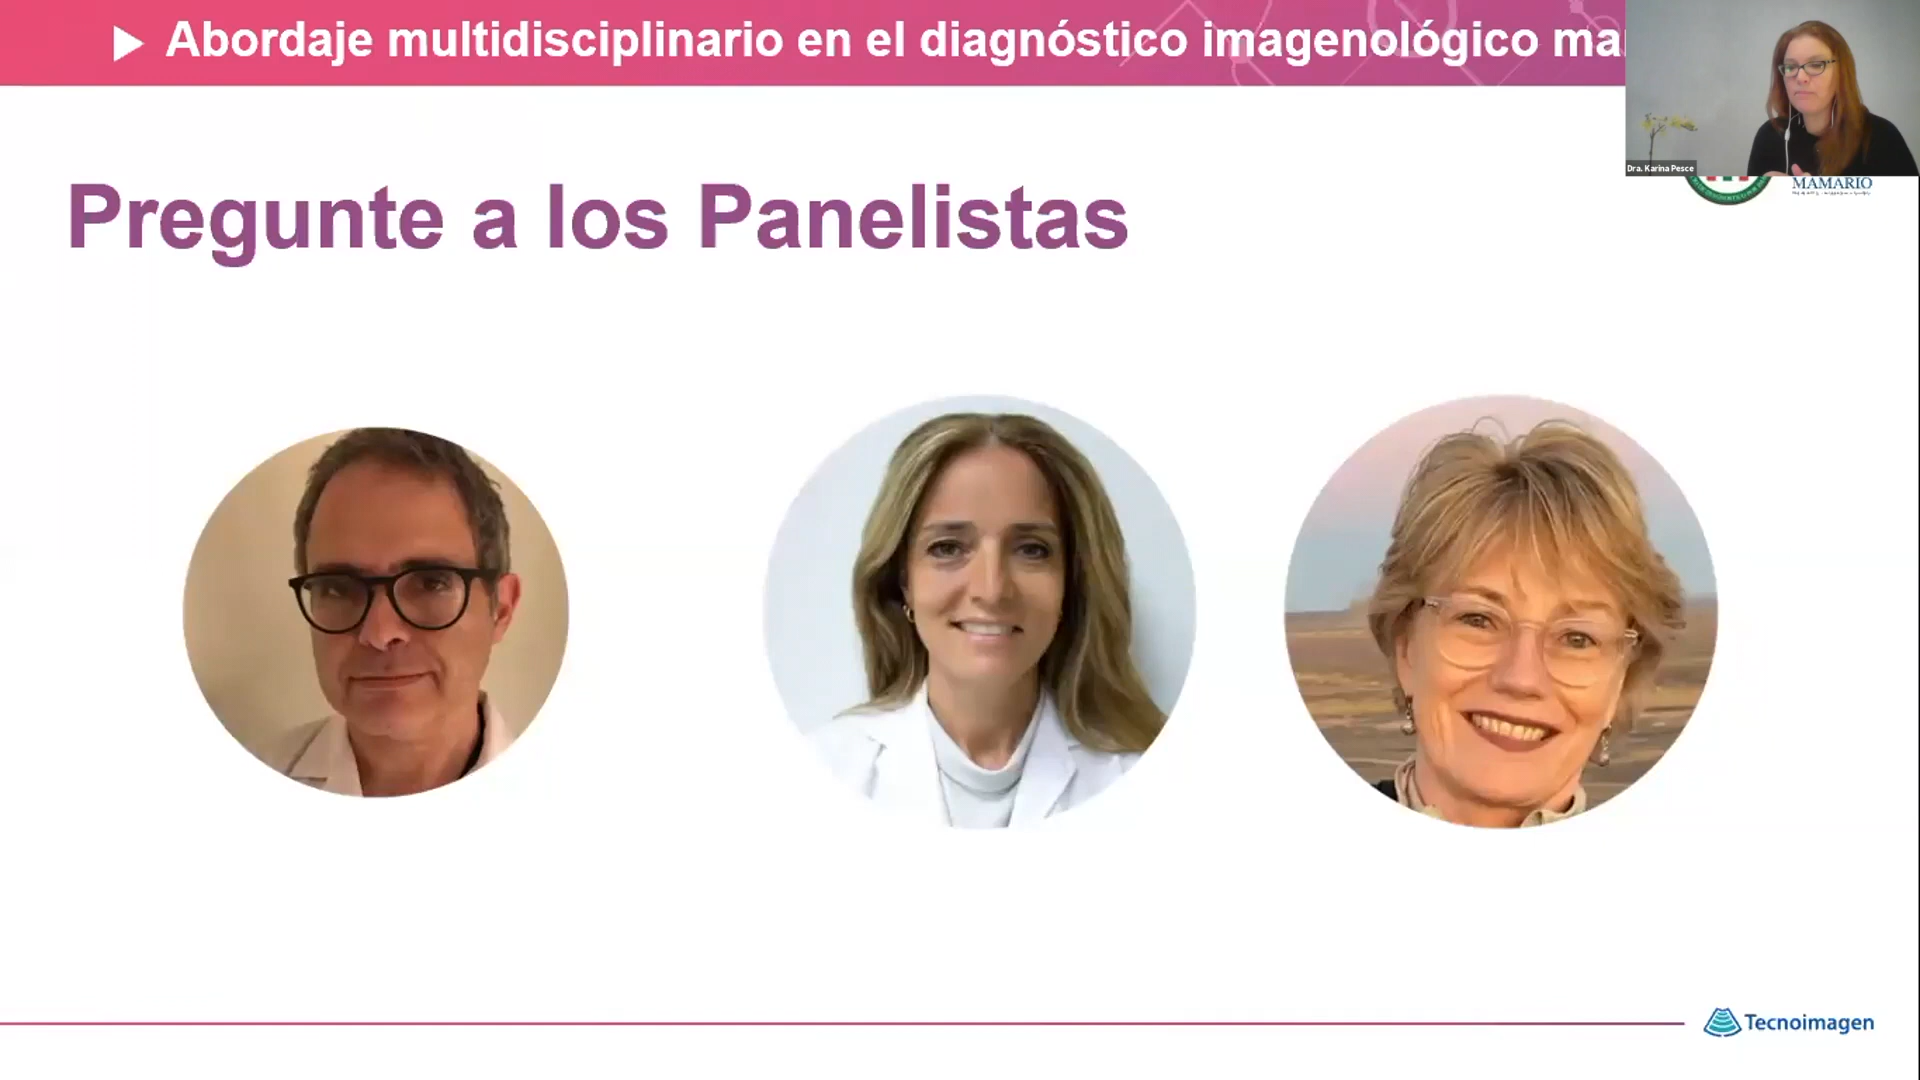 Abordaje multidisciplinario en el diagnóstico imagenológico ma
Dra. Karina Pesce
MAMARIO
Pregunte a los Panelistas
Tecnoimagen